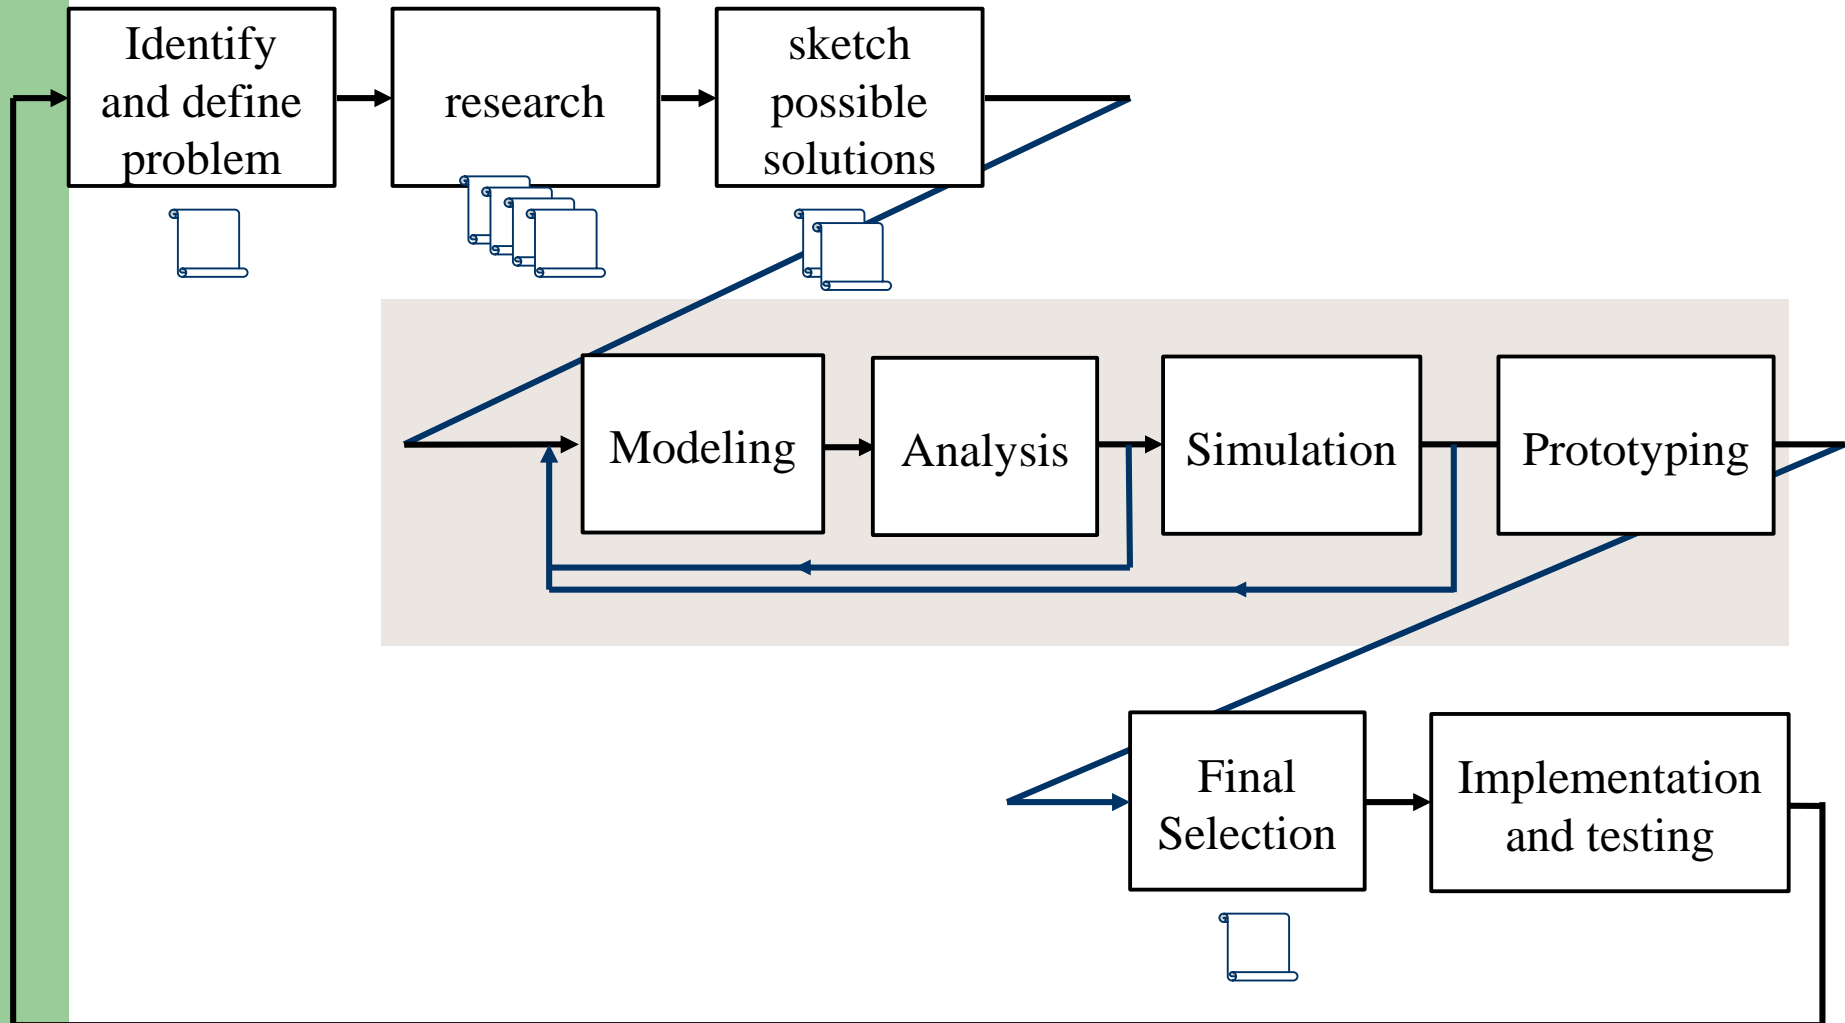 Identify
and define
problem
research
sketch
possible
solutions
Modeling
Analysis
Simulation
Prototyping
Final
Selection
Implementation
and testing